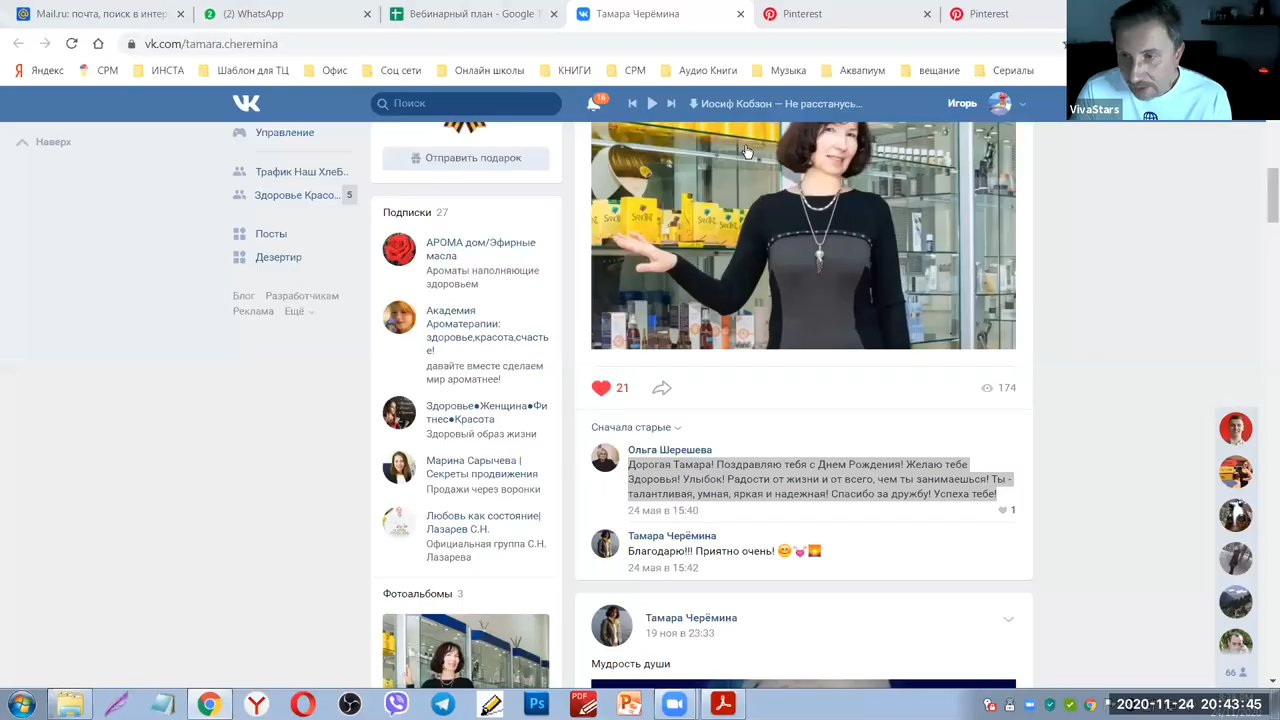 Mail.ru: почта, поиск в интер
(2) WhatsApp
Вебинарный план - Google Т
Тамара Черёмина
Pinterest
Pinterest
vk.com/tamara.cheremina
Яндекс
СРМ
ИНСТА
Шаблон для ТЦ
Офис
Соц сети
Онлайн школы
КНИГИ
СРМ
Аудио Книги
Музыка
Аквапиум
вещание
Сериалы
VivaStars
Поиск
16
Иосиф Кобзон — Не расстанусь...
Игорь
Наверх
Управление
Трафик Наш ХлеБ..
Здоровье Красо... 5
Посты
Дезертир
Блог Разработчикам
Реклама Ещё
Отправить подарок
Подписки 27
АРОМА дом/Эфирные
масла
Ароматы наполняющие
здоровьем
Академия
Ароматерапии:
здоровье,красота,счасть
е!
давайте вместе сделаем
мир ароматнее!
Здоровье●Женщина●Фи
тнес●Красота
Здоровый образ жизни
Марина Сарычева |
Секреты продвижения
Продажи через воронки
Любовь как состояние|
Лазарев С.Н.
Официальная группа С.Н.
Лазарева
Фотоальбомы 3
21
174
Сначала старые
Ольга Шерешева
Дорогая Тамара! Поздравляю тебя с Днем Рождения! Желаю тебе
Здоровья! Улыбок! Радости от жизни и от всего, чем ты занимаешься! Ты -
талантливая, умная, яркая и надежная! Спасибо за дружбу! Успеха тебе!
24 мая в 15:40
1
Тамара Черёмина
Благодарю!!! Приятно очень! 😊💓🌅
24 мая в 15:42
Тамара Черёмина
19 ноя в 23:33
Мудрость души
66
2020-11-24 20:43:45